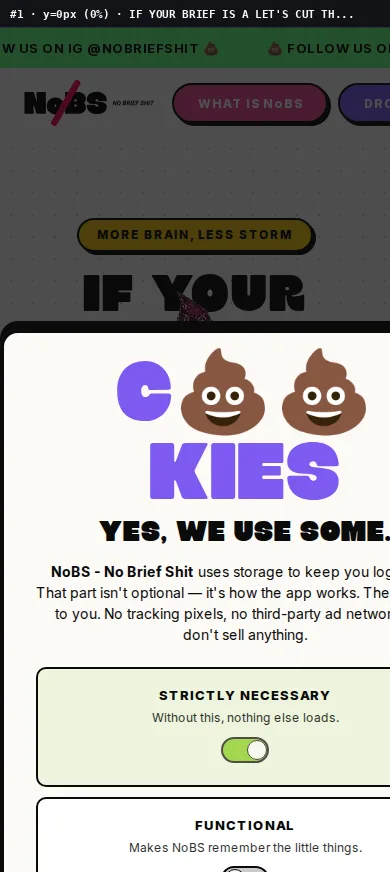 #1 · y=0px (0%) · IF YOUR BRIEF IS A LET'S CUT TH...
W US ON IG @NOBRIEFSHIT 💩 💩 FOLLOW US O
NoBS NO BRIEF SHIT WHAT IS NoBS DRO
MORE BRAIN, LESS STORM
IF YOUR
C💩💩
KIES
YES, WE USE SOME.
NoBS - No Brief Shit uses storage to keep you log
That part isn't optional — it's how the app works. The
to you. No tracking pixels, no third-party ad networ
don't sell anything.
STRICTLY NECESSARY
Without this, nothing else loads.
FUNCTIONAL
Makes NoBS remember the little things.